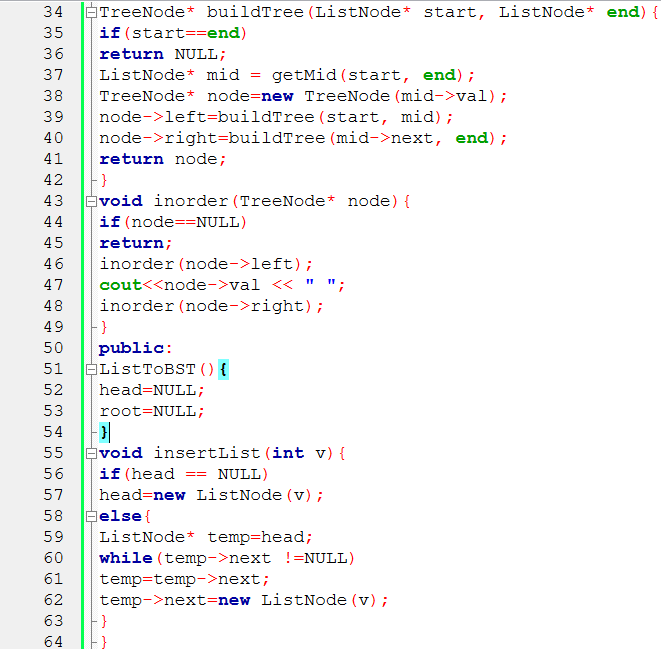 34 TreeNode* buildTree(ListNode* start, ListNode* end){
35 if(start==end)
36 return NULL;
37 ListNode* mid = getMid(start, end);
38 TreeNode* node=new TreeNode(mid->val);
39 node->left=buildTree(start, mid);
40 node->right=buildTree(mid->next, end);
41 return node;
42 }
43 void inorder(TreeNode* node){
44 if(node==NULL)
45 return;
46 inorder(node->left);
47 cout<<node->val << " ";
48 inorder(node->right);
49 }
50 public:
51 ListToBST(){
52 head=NULL;
53 root=NULL;
54 }
55 void insertList(int v){
56 if(head == NULL)
57 head=new ListNode(v);
58 else{
59 ListNode* temp=head;
60 while(temp->next !=NULL)
61 temp=temp->next;
62 temp->next=new ListNode(v);
63 }
64 }